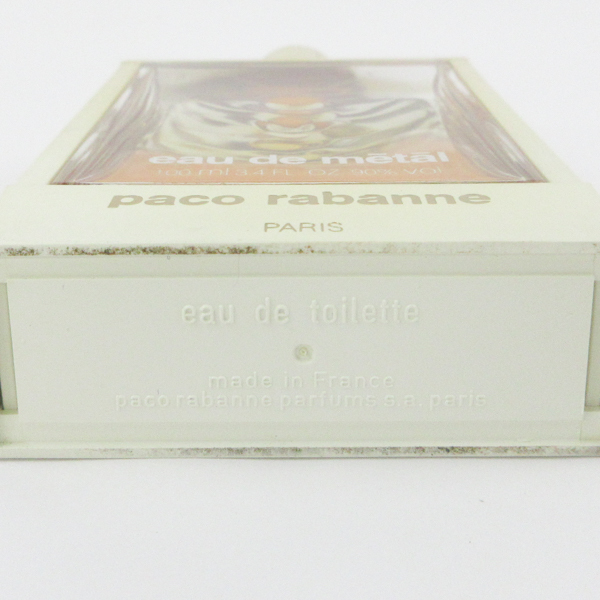 eau de metal
100 ml 3.4 FL. OZ. 90% Vol
paco rabanne
PARIS
eau de toilette
made in France
paco rabanne parfums s.a. paris